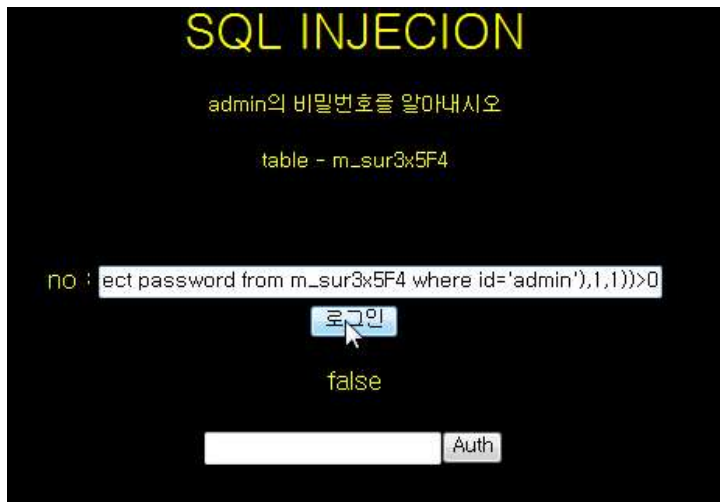 SQL INJECION
admin의 비밀번호를 알아내시오
table - m_sur3x5F4
no : ect password from m_sur3x5F4 where id='admin'),1,1))>0
로그인
false
Auth